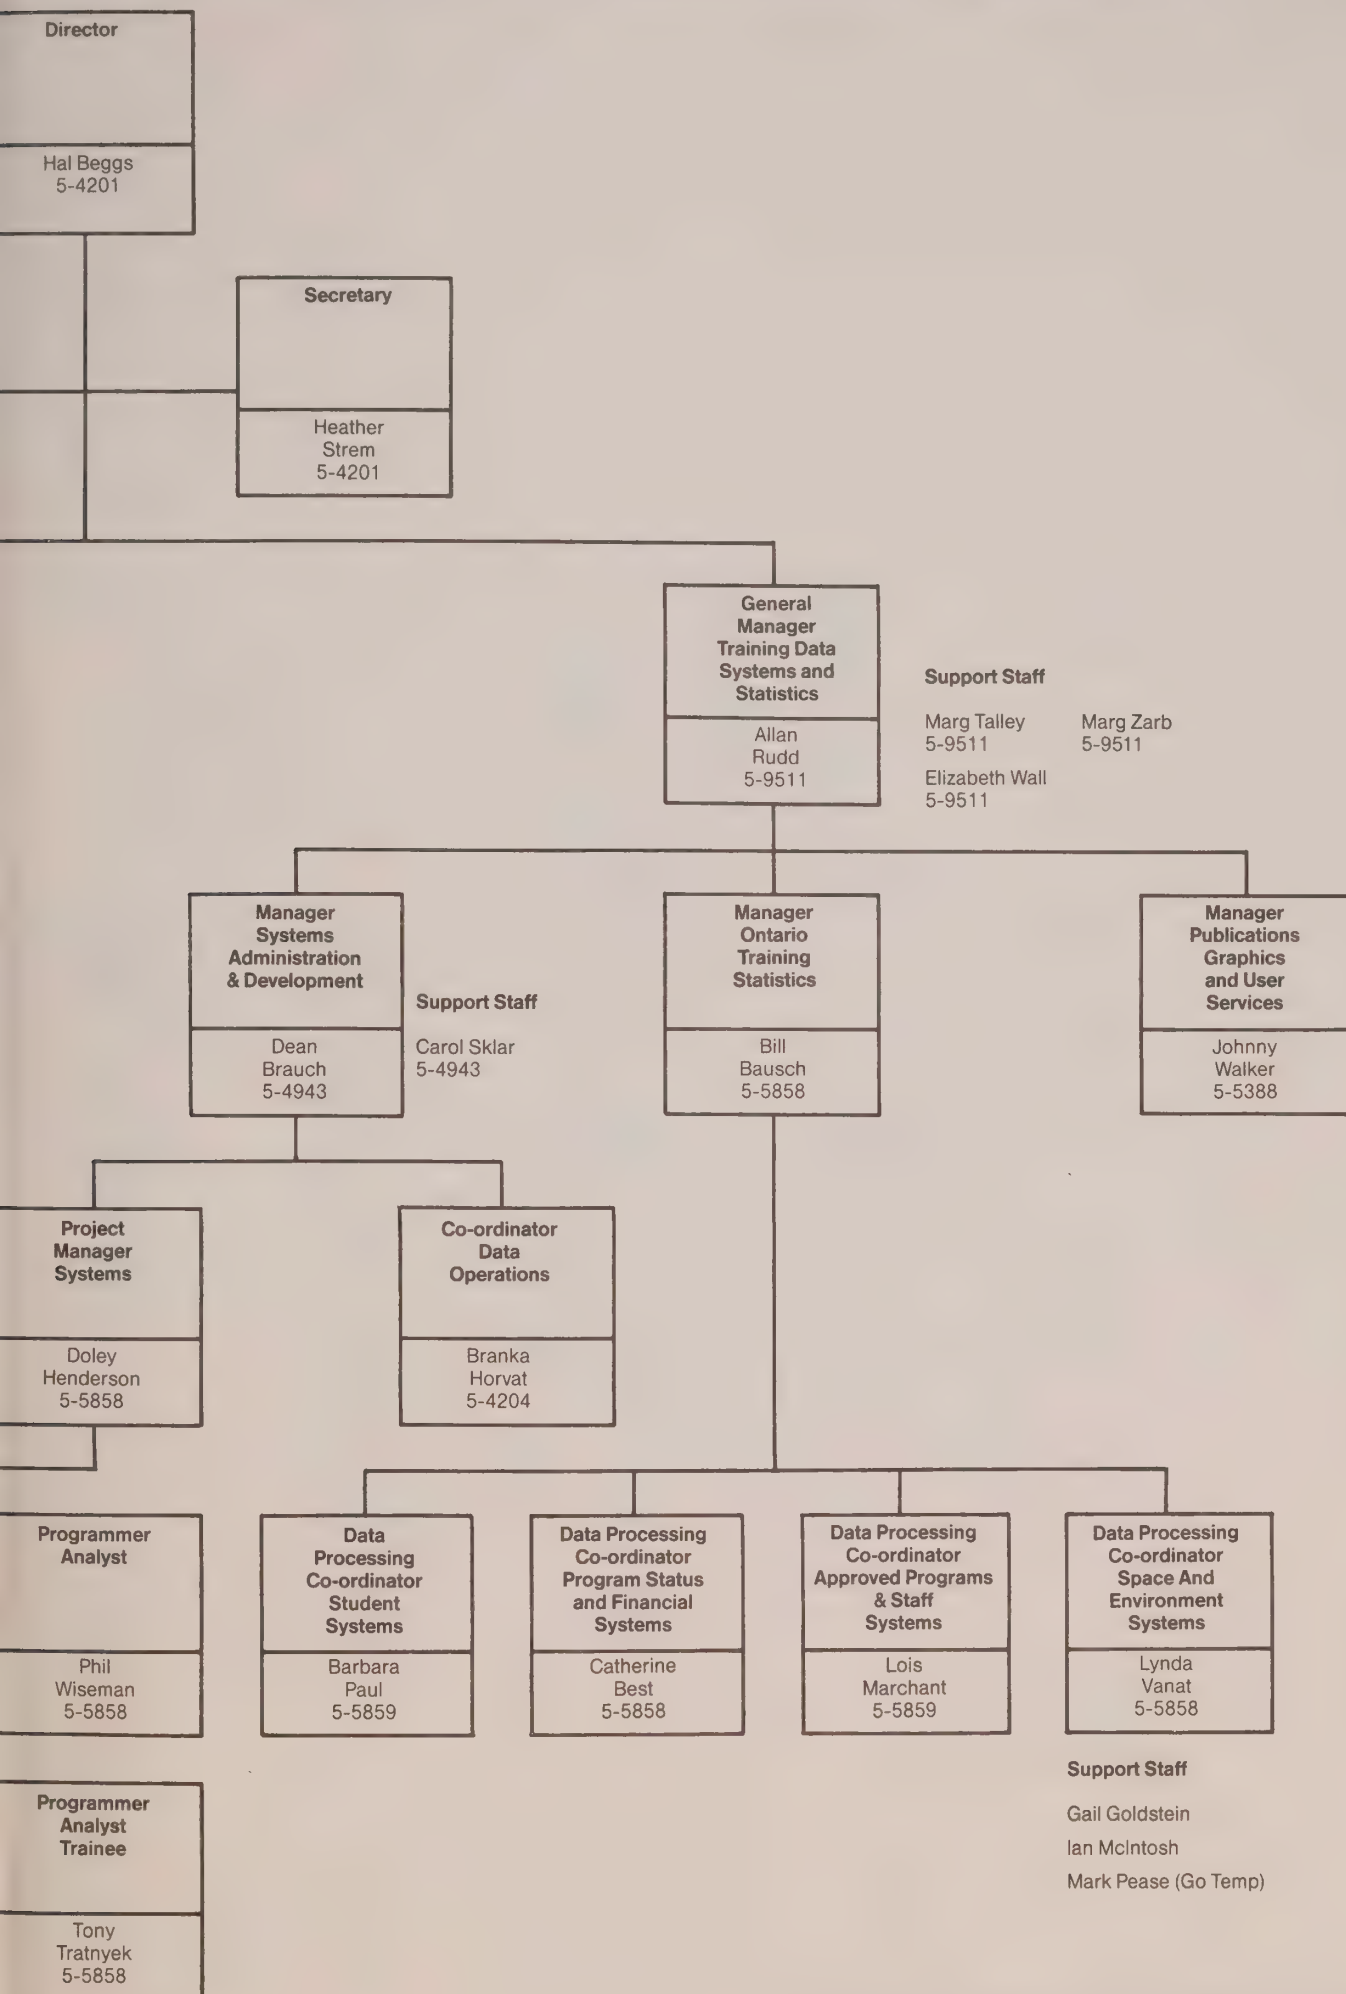 Director
Hal Beggs
5-4201
Secretary
Heather
Strem
5-4201
General
Manager
Training Data
Systems and
Statistics
Allan
Rudd
5-9511
Support Staff
Marg Talley
5-9511
Marg Zarb
5-9511
Elizabeth Wall
5-9511
Manager
Systems
Administration
& Development
Dean
Brauch
5-4943
Support Staff
Carol Sklar
5-4943
Manager
Ontario
Training
Statistics
Bill
Bausch
5-5858
Manager
Publications
Graphics
and User
Services
Johnny
Walker
5-5388
Project
Manager
Systems
Doley
Henderson
5-5858
Co-ordinator
Data
Operations
Branka
Horvat
5-4204
Programmer
Analyst
Phil
Wiseman
5-5858
Data
Processing
Co-ordinator
Student
Systems
Barbara
Paul
5-5859
Data Processing
Co-ordinator
Program Status
and Financial
Systems
Catherine
Best
5-5858
Data Processing
Co-ordinator
Approved Programs
& Staff
Systems
Lois
Marchant
5-5859
Data Processing
Co-ordinator
Space And
Environment
Systems
Lynda
Vanat
5-5858
Support Staff
Gail Goldstein
Ian McIntosh
Mark Pease (Go Temp)
Programmer
Analyst
Trainee
Tony
Tratnyek
5-5858